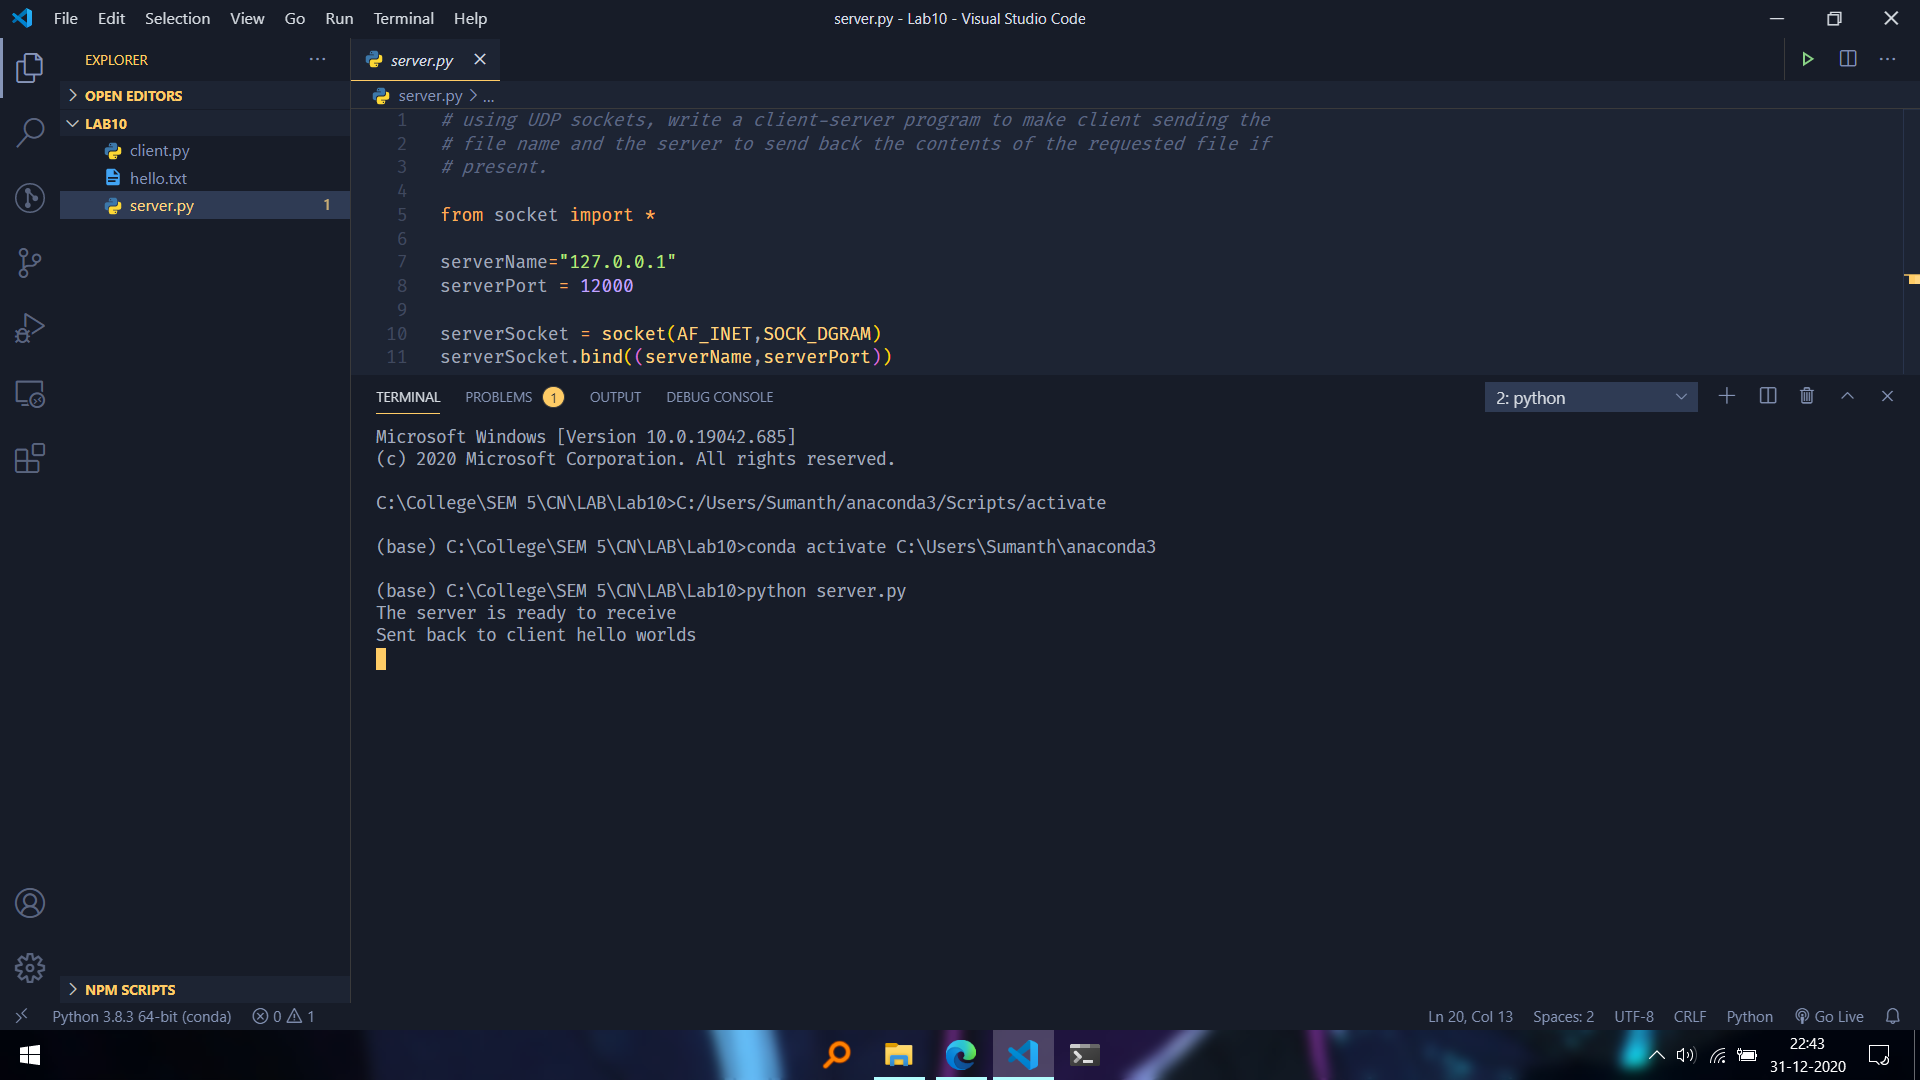 File Edit Selection View Go Run Terminal Help
server.py - Lab10 - Visual Studio Code
EXPLORER
OPEN EDITORS
LAB10
client.py
hello.txt
server.py 1
NPM SCRIPTS
server.py
server.py > ...
1 # using UDP sockets, write a client-server program to make client sending the
2 # file name and the server to send back the contents of the requested file if
3 # present.
4
5 from socket import *
6
7 serverName="127.0.0.1"
8 serverPort = 12000
9
10 serverSocket = socket(AF_INET,SOCK_DGRAM)
11 serverSocket.bind((serverName,serverPort))
TERMINAL PROBLEMS 1 OUTPUT DEBUG CONSOLE
2: python
Microsoft Windows [Version 10.0.19042.685]
(c) 2020 Microsoft Corporation. All rights reserved.
C:\College\SEM 5\CN\LAB\Lab10>C:/Users/Sumanth/anaconda3/Scripts/activate
(base) C:\College\SEM 5\CN\LAB\Lab10>conda activate C:\Users\Sumanth\anaconda3
(base) C:\College\SEM 5\CN\LAB\Lab10>python server.py
The server is ready to receive
Sent back to client hello worlds
Python 3.8.3 64-bit (conda) 0 1
Ln 20, Col 13 Spaces: 2 UTF-8 CRLF Python Go Live
22:43
31-12-2020